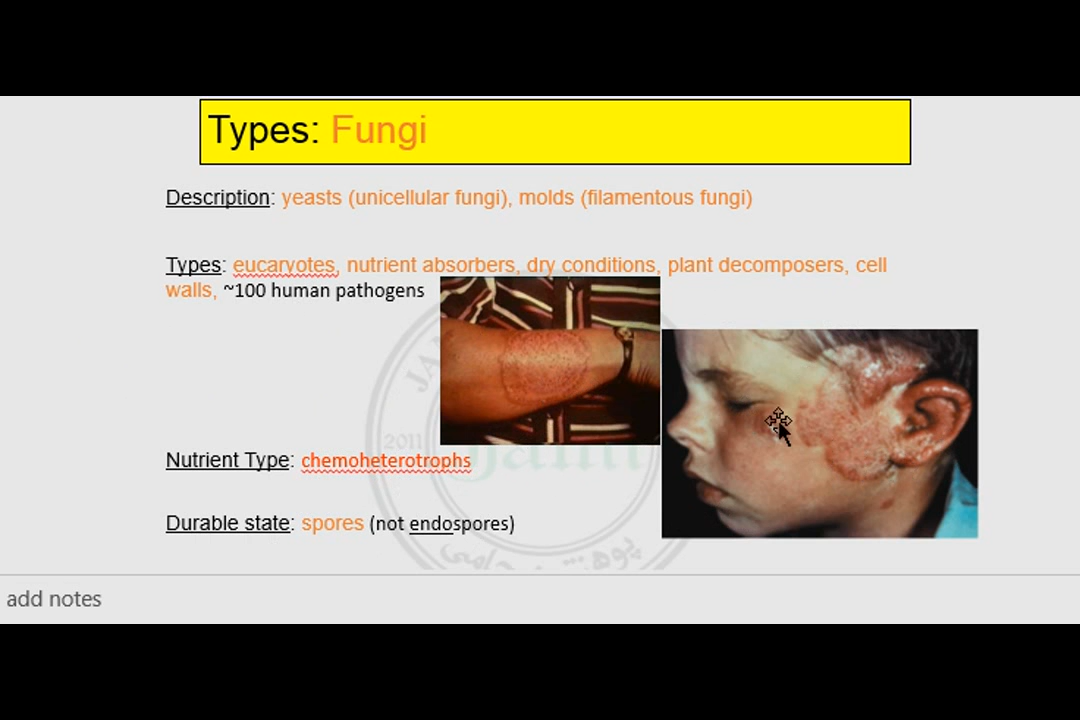 Types: Fungi
Description: yeasts (unicellular fungi), molds (filamentous fungi)
Types: eucaryotes, nutrient absorbers, dry conditions, plant decomposers, cell
walls, ~100 human pathogens
2011
Nutrient Type: chemoheterotrophs
Durable state: spores (not endospores)
add notes